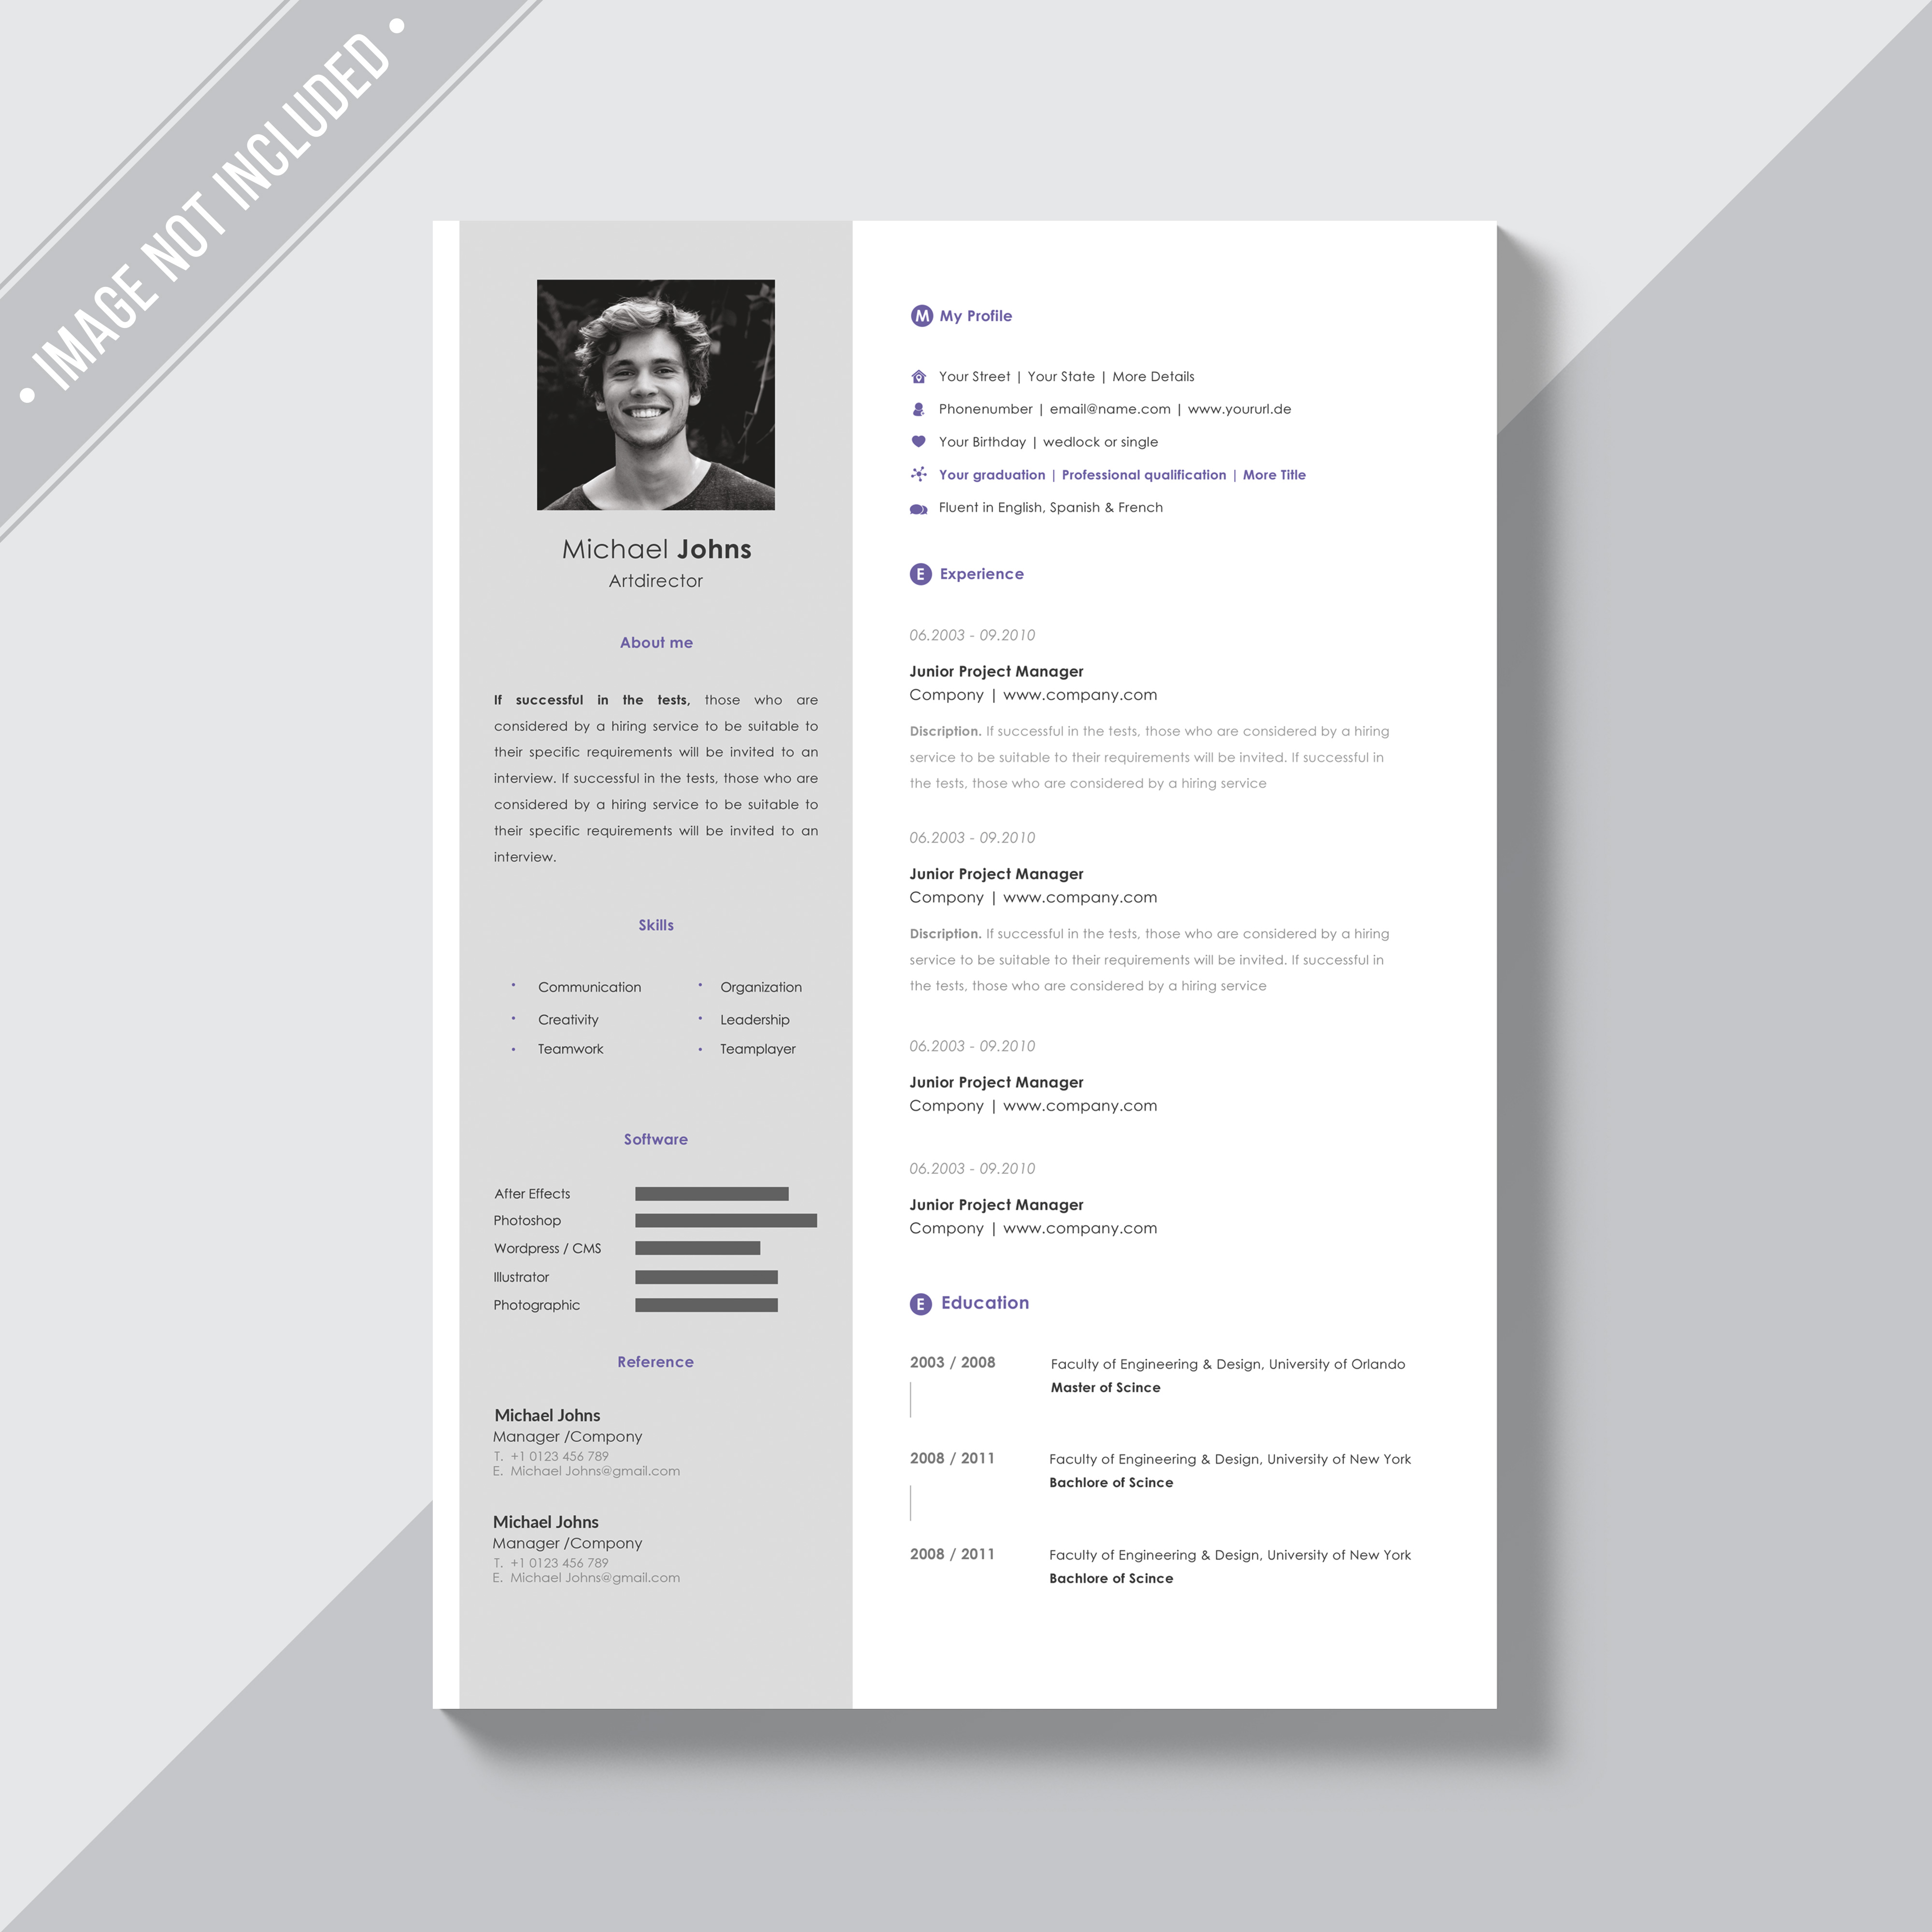 • IMAGE NOT INCLUDED •
Michael Johns
Artdirector
About me
If successful in the tests, those who are
considered by a hiring service to be suitable to
their specific requirements will be invited to an
interview. If successful in the tests, those who are
considered by a hiring service to be suitable to
their specific requirements will be invited to an
interview.
Skills
• Communication
• Creativity
• Teamwork
• Organization
• Leadership
• Teamplayer
Software
After Effects
Photoshop
Wordpress / CMS
Illustrator
Photographic
Reference
Michael Johns
Manager /Compony
T. +1 0123 456 789
E. Michael Johns@gmail.com
Michael Johns
Manager /Compony
T. +1 0123 456 789
E. Michael Johns@gmail.com
M My Profile
Your Street | Your State | More Details
Phonenumber | email@name.com | www.yoururl.de
Your Birthday | wedlock or single
Your graduation | Professional qualification | More Title
Fluent in English, Spanish & French
E Experience
06.2003 - 09.2010
Junior Project Manager
Compony | www.company.com
Discription. If successful in the tests, those who are considered by a hiring
service to be suitable to their requirements will be invited. If successful in
the tests, those who are considered by a hiring service
06.2003 - 09.2010
Junior Project Manager
Compony | www.company.com
Discription. If successful in the tests, those who are considered by a hiring
service to be suitable to their requirements will be invited. If successful in
the tests, those who are considered by a hiring service
06.2003 - 09.2010
Junior Project Manager
Compony | www.company.com
06.2003 - 09.2010
Junior Project Manager
Compony | www.company.com
E Education
2003 / 2008 Faculty of Engineering & Design, University of Orlando
Master of Scince
2008 / 2011 Faculty of Engineering & Design, University of New York
Bachlore of Scince
2008 / 2011 Faculty of Engineering & Design, University of New York
Bachlore of Scince